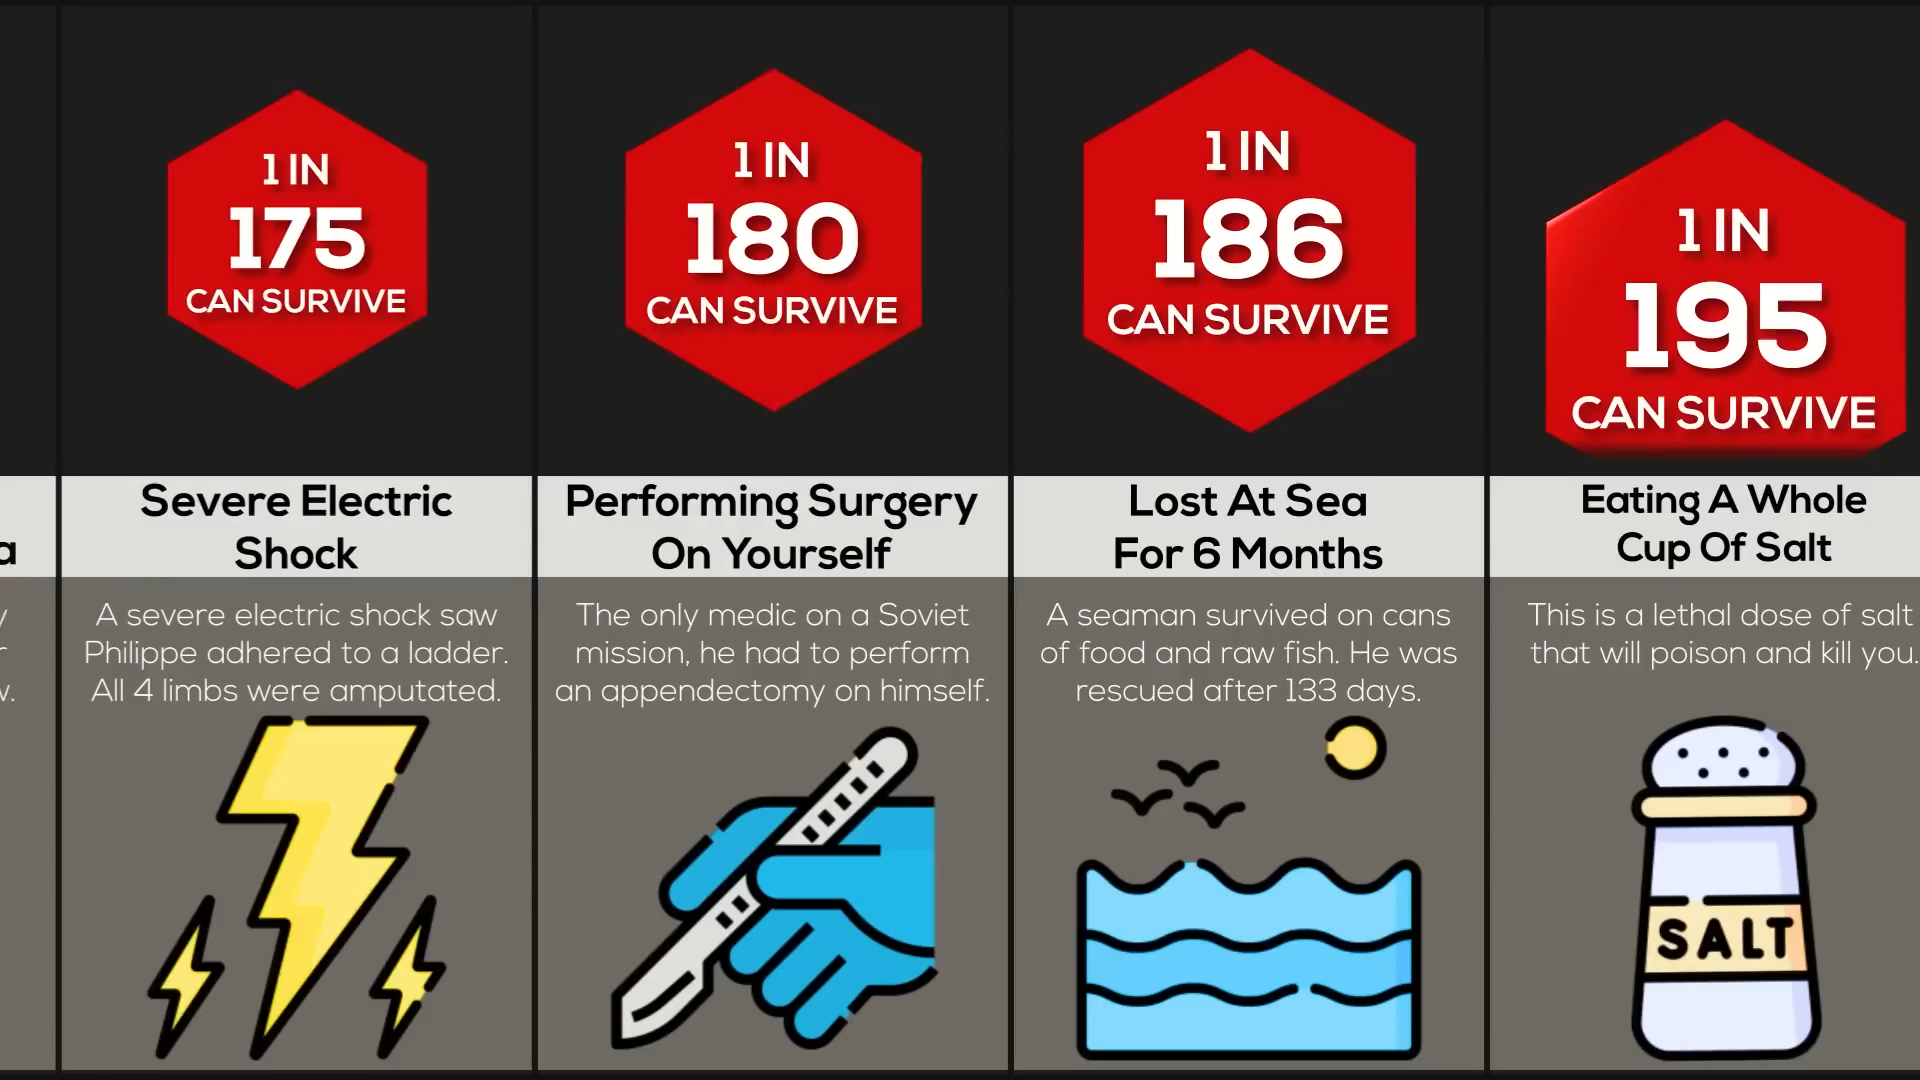 a
y
r
w.
1 IN
175
CAN SURVIVE
Severe Electric
Shock
A severe electric shock saw
Philippe adhered to a ladder.
All 4 limbs were amputated.
1 IN
180
CAN SURVIVE
Performing Surgery
On Yourself
The only medic on a Soviet
mission, he had to perform
an appendectomy on himself.
1 IN
186
CAN SURVIVE
Lost At Sea
For 6 Months
A seaman survived on cans
of food and raw fish. He was
rescued after 133 days.
1 IN
195
CAN SURVIVE
Eating A Whole
Cup Of Salt
This is a lethal dose of salt
that will poison and kill you.
SALT